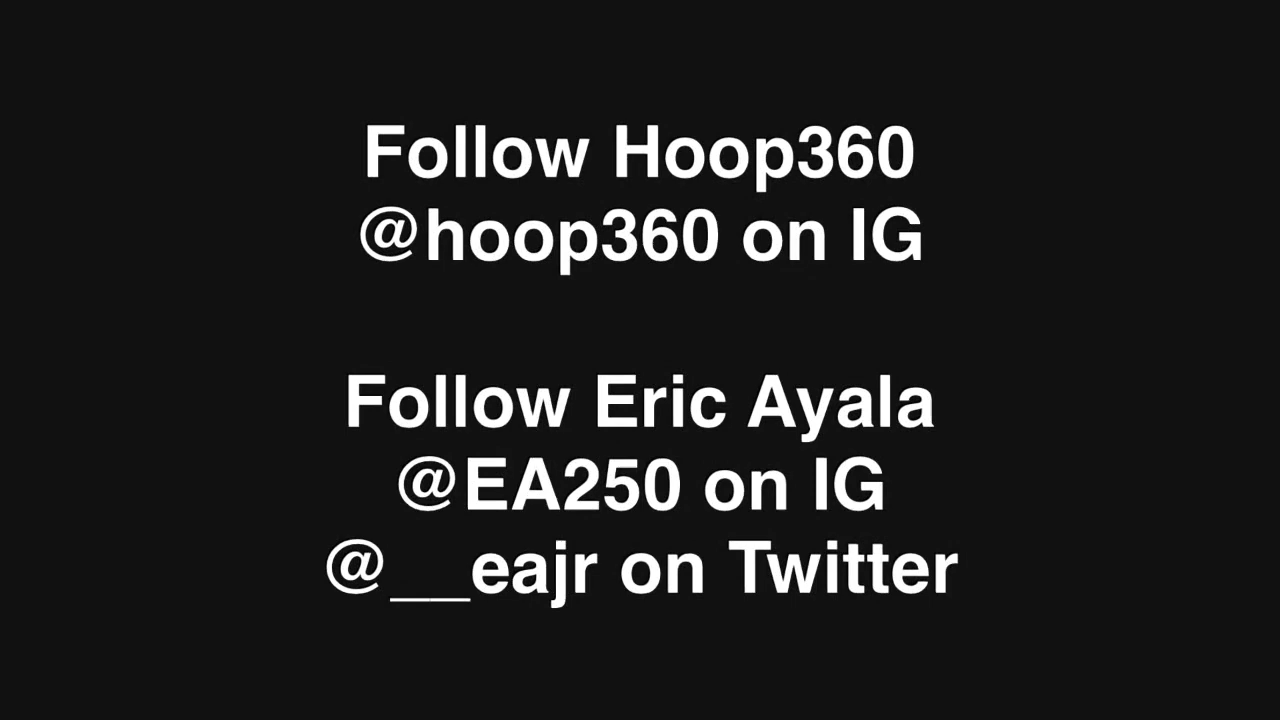 Follow Hoop360
@hoop360 on IG
Follow Eric Ayala
@EA250 on IG
@__eajr on Twitter